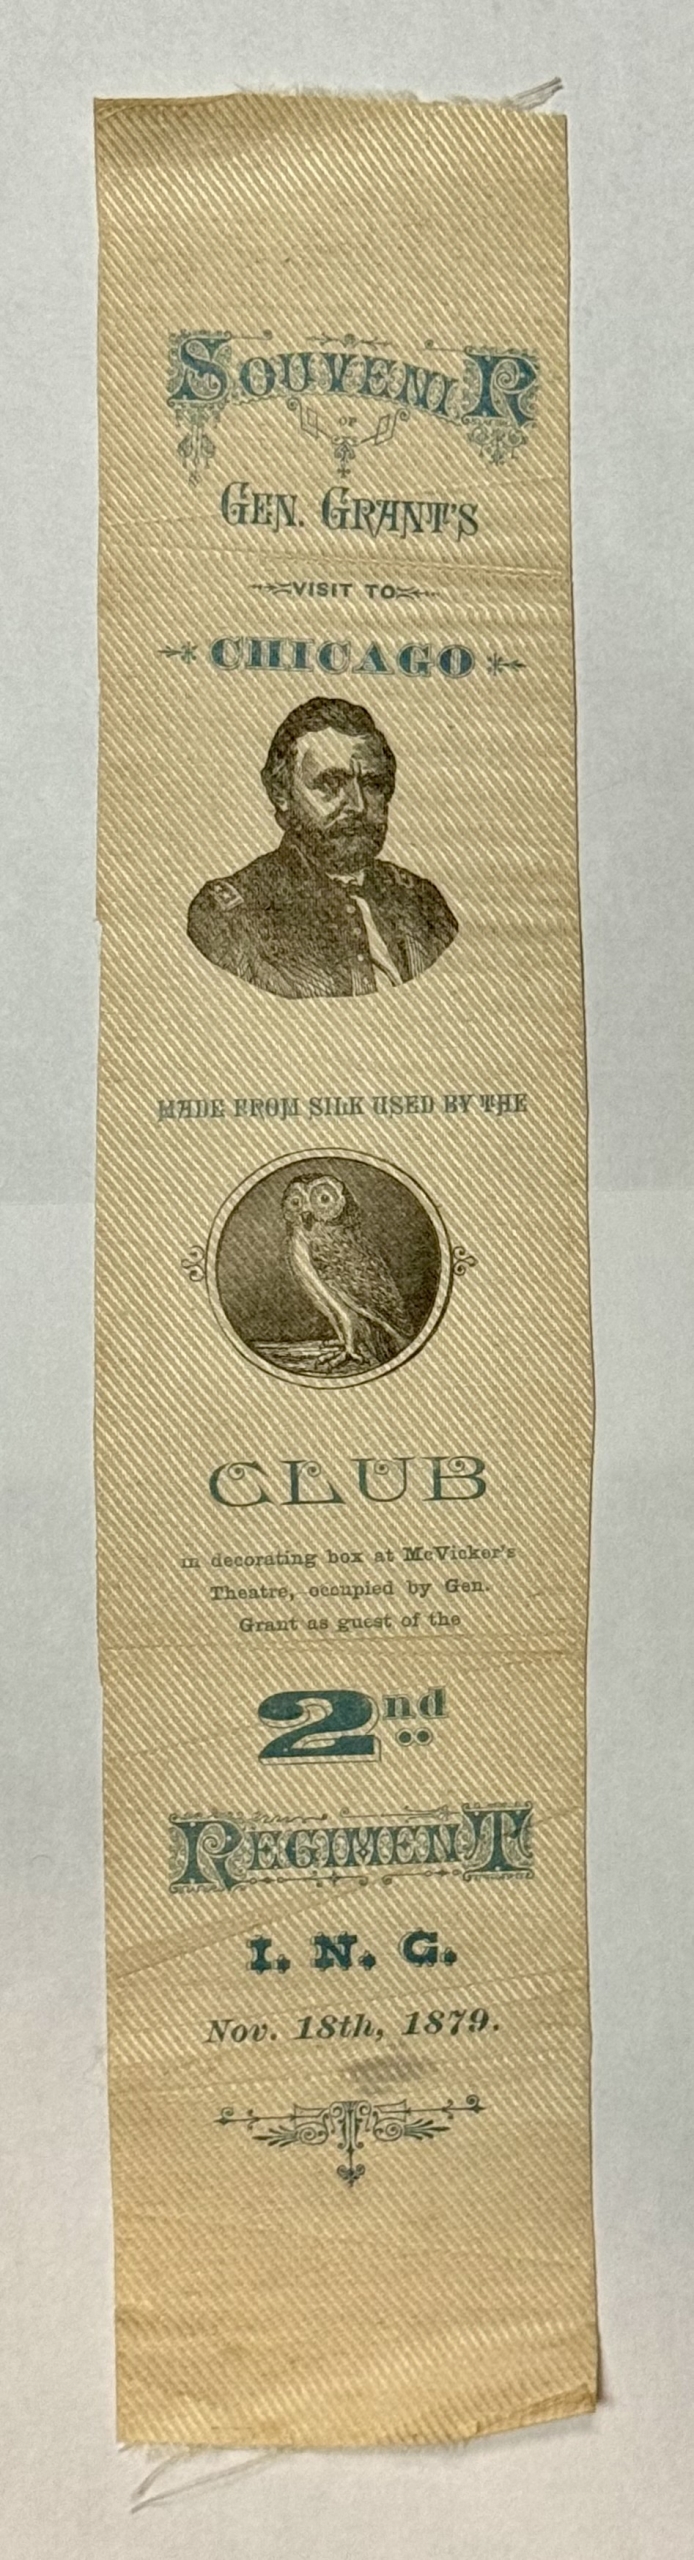 SOUVENIR
OF
GEN. GRANT'S
VISIT TO
CHICAGO
MADE FROM SILK USED BY THE
CLUB
in decorating box at McVicker's
Theatre, occupied by Gen.
Grant as guest of the
2nd
REGIMENT
I. N. G.
Nov. 18th, 1879.